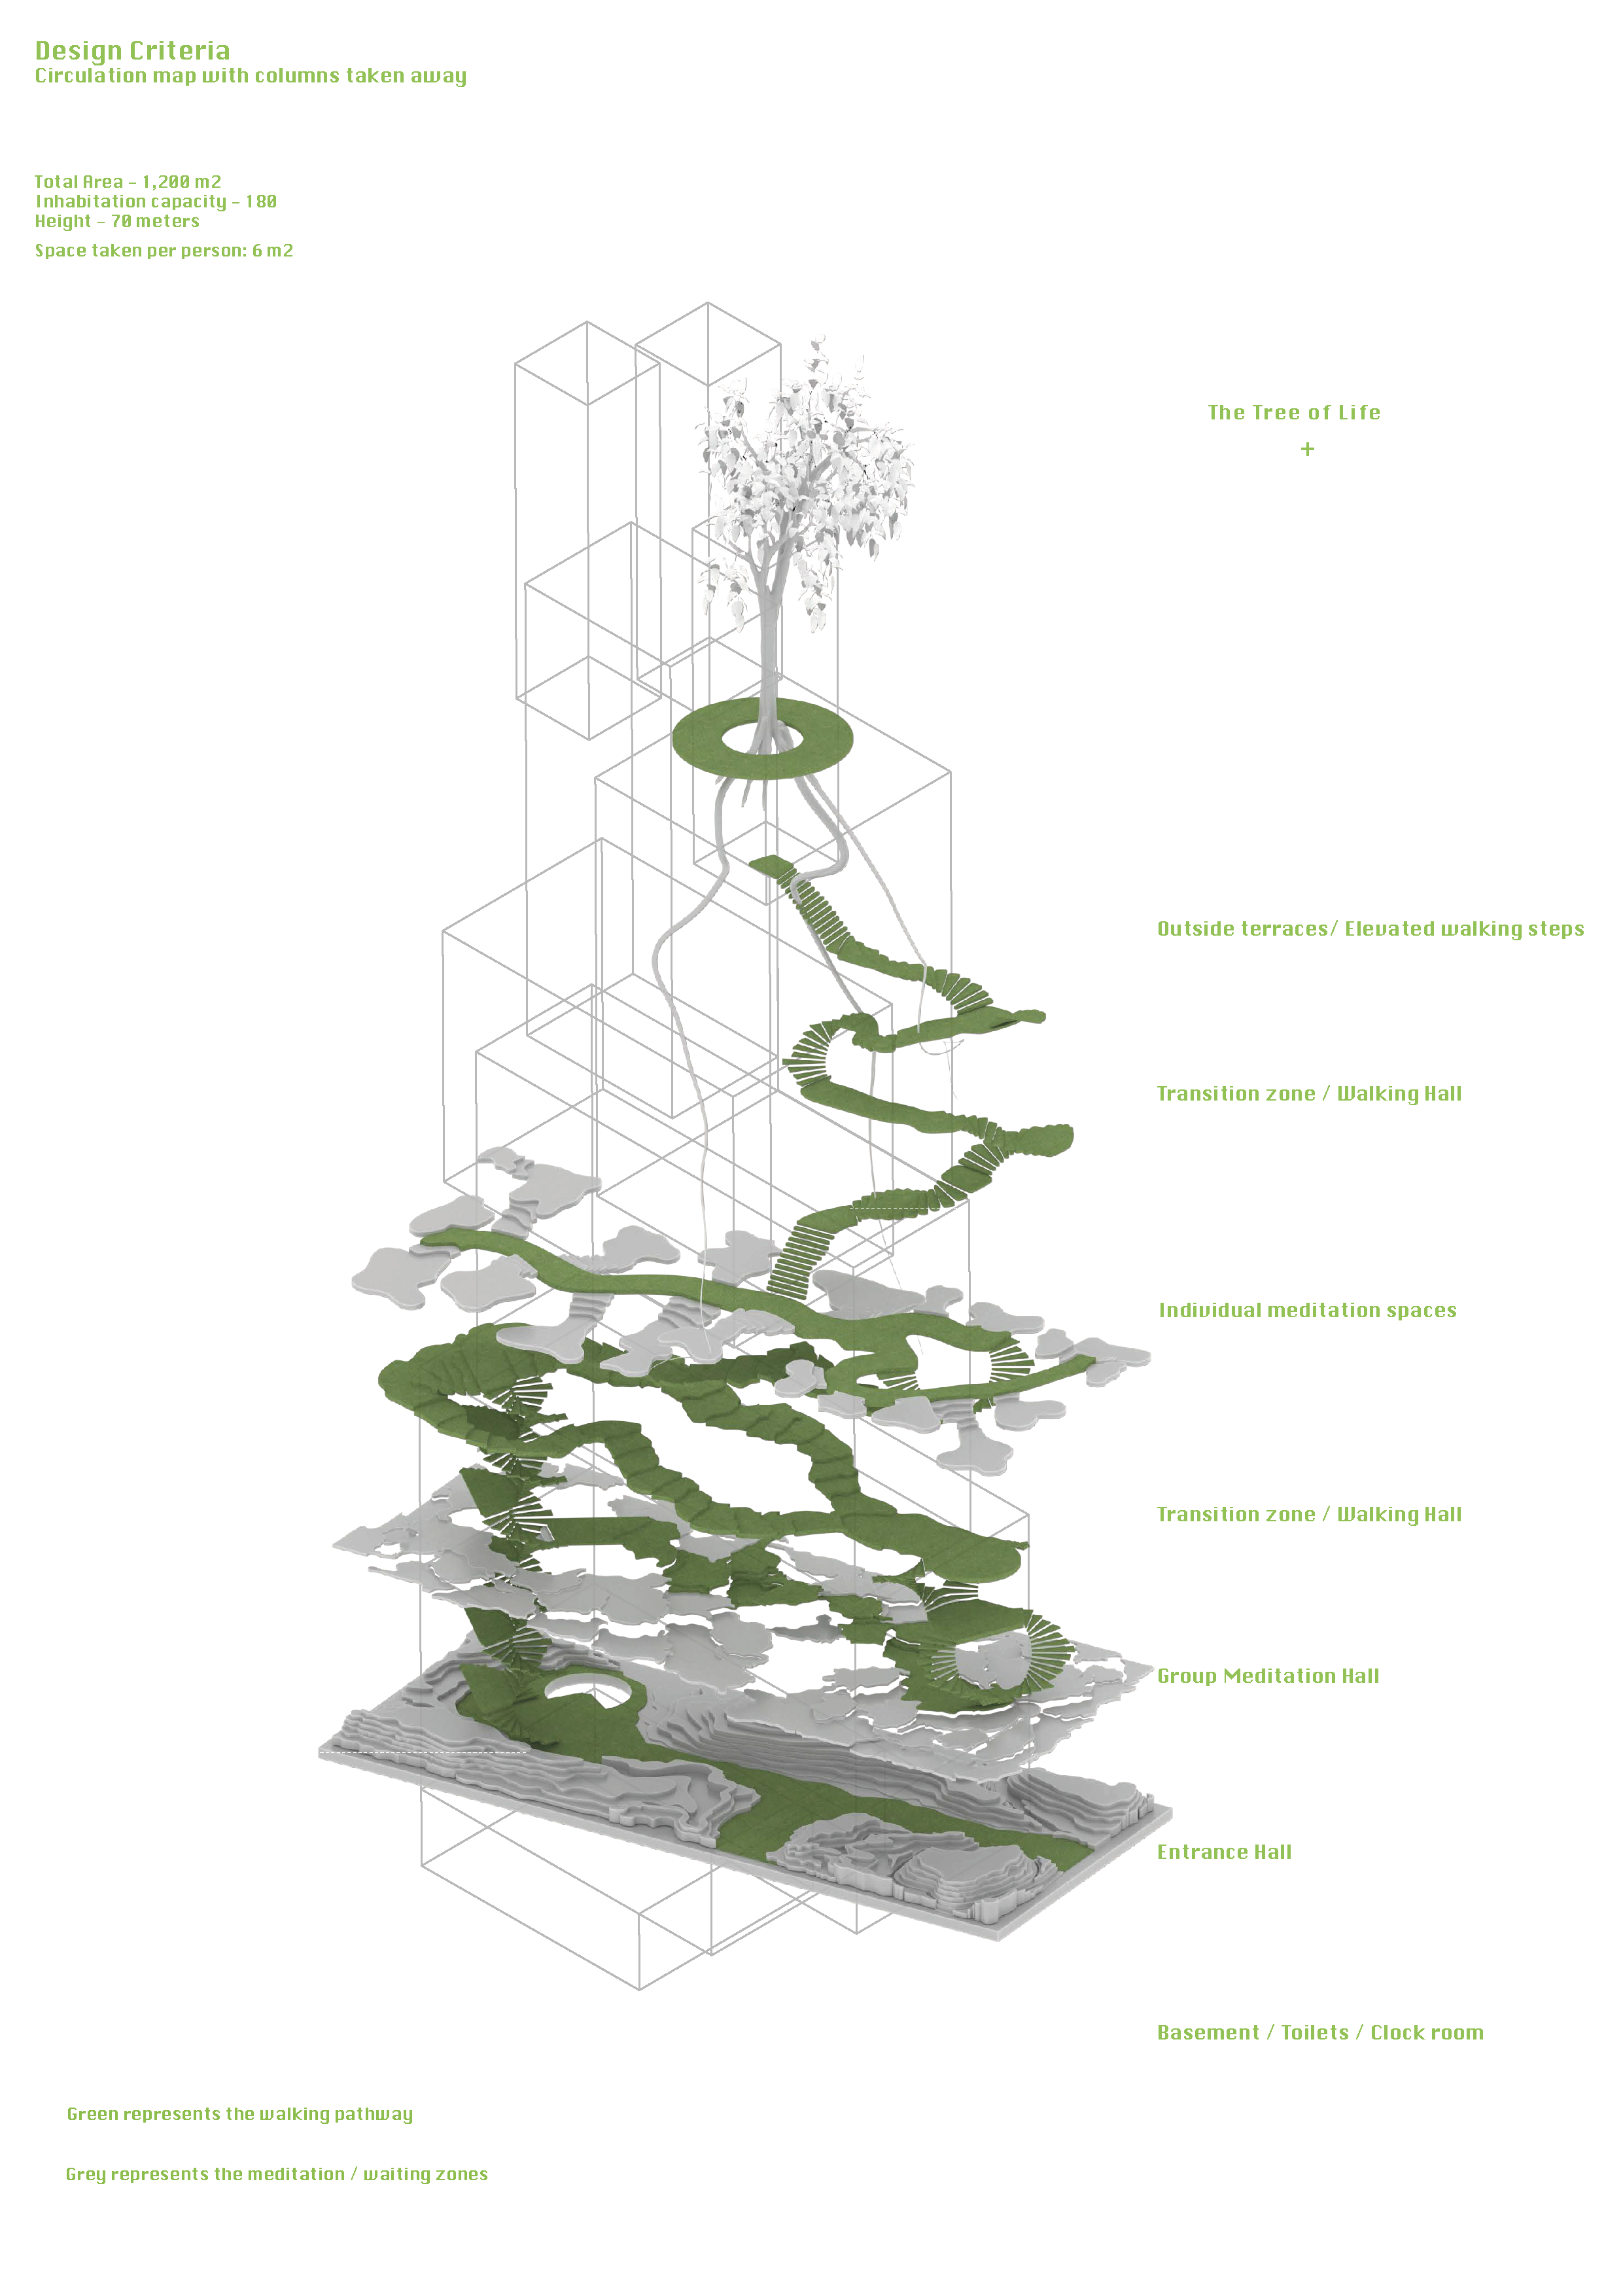 Design Criteria
Circulation map with columns taken away
Total Area - 1,200 m2
Inhabitation capacity - 180
Height - 70 meters
Space taken per person: 6 m2
The Tree of Life
+
Outside terraces/ Elevated walking steps
Transition zone / Walking Hall
Individual meditation spaces
Transition zone / Walking Hall
Group Meditation Hall
Entrance Hall
Basement / Toilets / Clock room
Green represents the walking pathway
Grey represents the meditation / waiting zones